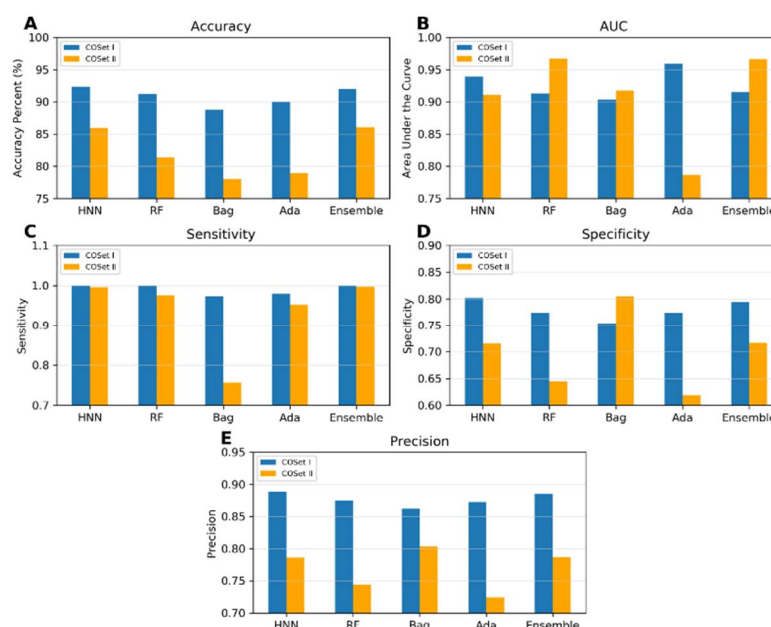 A
Accuracy
100
95
90
85
80
75
Accuracy Percent (%)
COSet I
COSet II
HNN RF Bag Ada Ensemble
B
AUC
1.00
0.95
0.90
0.85
0.80
0.75
Area Under the Curve
COSet I
COSet II
HNN RF Bag Ada Ensemble
C
Sensitivity
1.1
1.0
0.9
0.8
0.7
Sensitivity
COSet I
COSet II
HNN RF Bag Ada Ensemble
D
Specificity
0.90
0.85
0.80
0.75
0.70
0.65
0.60
Specificity
COSet I
COSet II
HNN RF Bag Ada Ensemble
E
Precision
0.95
0.90
0.85
0.80
0.75
0.70
Precision
COSet I
COSet II
HNN RF Bag Ada Ensemble